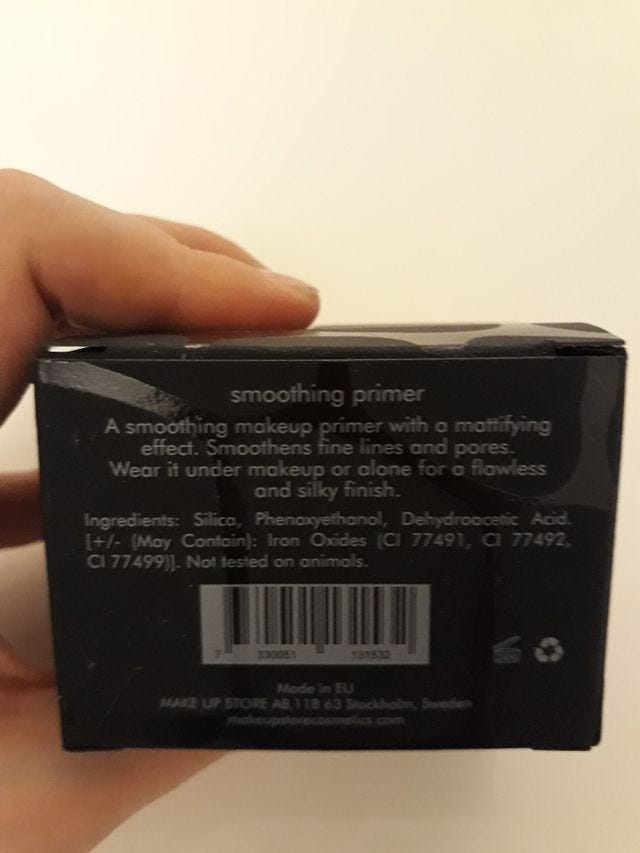 smoothing primer
A smoothing makeup primer with a mattifying
effect. Smoothens fine lines and pores.
Wear it under makeup or alone for a flawless
and silky finish.
Ingredients: Silica, Phenoxyethanol, Dehydroacetic Acid.
[+/- (May Contain): Iron Oxides (CI 77491, CI 77492,
CI 77499)]. Not tested on animals.
7 330051 151532
Made in EU
MAKE UP STORE AB 118 63 Stockholm, Sweden
makeupstorecosmetics.com